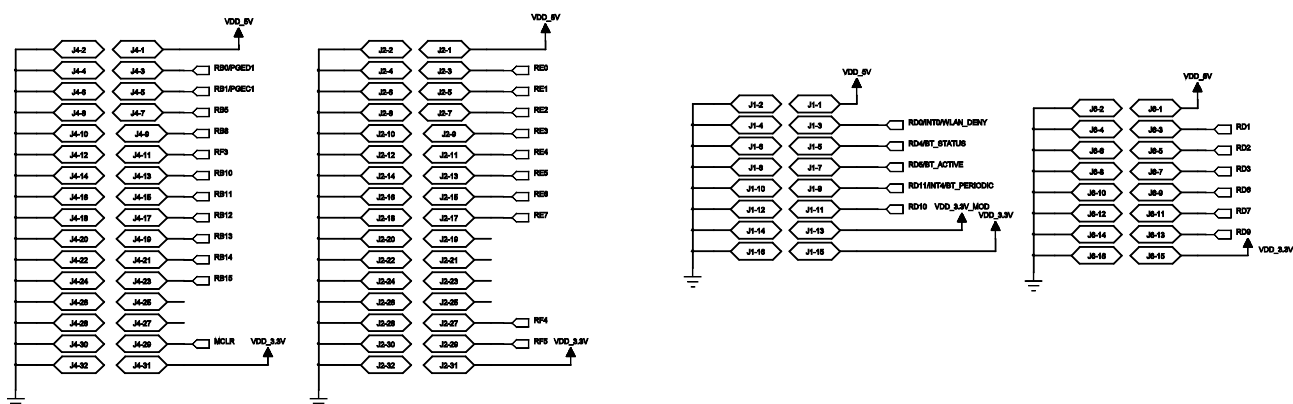 VDD_5V
J4-2 J4-1
J4-4 J4-3 RB0/PGED1
J4-6 J4-5 RB1/PGEC1
J4-8 J4-7 RB5
J4-10 J4-9 RB8
J4-12 J4-11 RF3
J4-14 J4-13 RB10
J4-16 J4-15 RB11
J4-18 J4-17 RB12
J4-20 J4-19 RB13
J4-22 J4-21 RB14
J4-24 J4-23 RB15
J4-26 J4-25
J4-28 J4-27
J4-30 J4-29 MCLR VDD_3.3V
J4-32 J4-31
VDD_5V
J2-2 J2-1
J2-4 J2-3 RE0
J2-6 J2-5 RE1
J2-8 J2-7 RE2
J2-10 J2-9 RE3
J2-12 J2-11 RE4
J2-14 J2-13 RE5
J2-16 J2-15 RE6
J2-18 J2-17 RE7
J2-20 J2-19
J2-22 J2-21
J2-24 J2-23
J2-26 J2-25
J2-28 J2-27 RF4
J2-30 J2-29 RF5 VDD_3.3V
J2-32 J2-31
VDD_5V
J1-2 J1-1
J1-4 J1-3 RD0/INT0/WLAN_DENY
J1-6 J1-5 RD4/BT_STATUS
J1-8 J1-7 RD5/BT_ACTIVE
J1-10 J1-9 RD11/INT4/BT_PERIODIC
J1-12 J1-11 RD10 VDD_3.3V_MOD VDD_3.3V
J1-14 J1-13
J1-16 J1-15
VDD_5V
J6-2 J6-1
J6-4 J6-3 RD1
J6-6 J6-5 RD2
J6-8 J6-7 RD3
J6-10 J6-9 RD6
J6-12 J6-11 RD7
J6-14 J6-13 RD9
J6-16 J6-15 VDD_3.3V